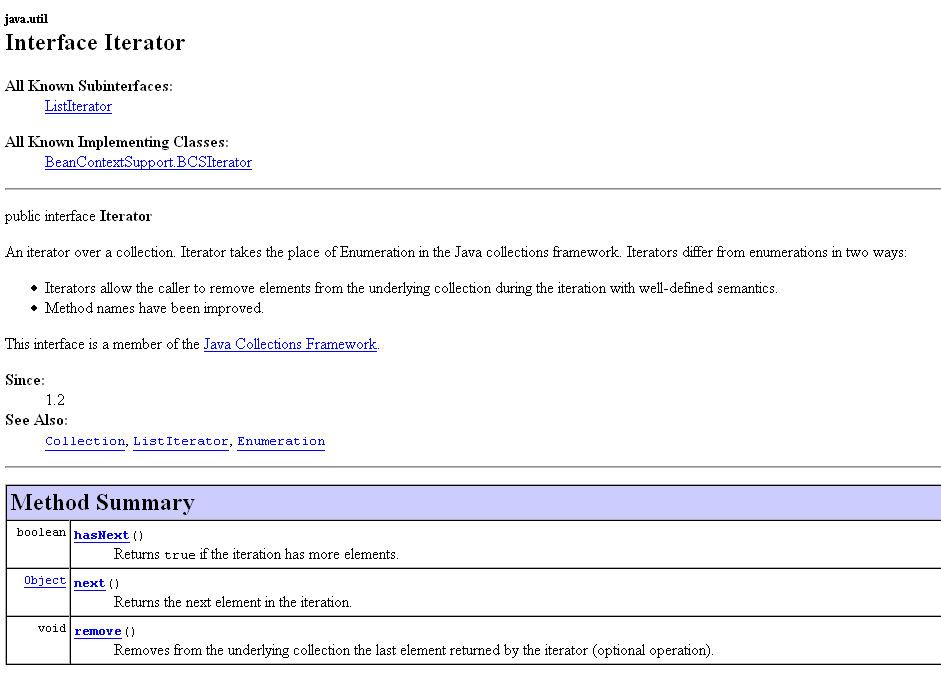 java.util
Interface Iterator
All Known Subinterfaces:
ListIterator
All Known Implementing Classes:
BeanContextSupport.BCSIterator
public interface Iterator
An iterator over a collection. Iterator takes the place of Enumeration in the Java collections framework. Iterators differ from enumerations in two ways:
• Iterators allow the caller to remove elements from the underlying collection during the iteration with well-defined semantics.
• Method names have been improved.
This interface is a member of the Java Collections Framework.
Since:
1.2
See Also:
Collection, ListIterator, Enumeration
Method Summary
boolean hasNext()
Returns true if the iteration has more elements.
Object next()
Returns the next element in the iteration.
void remove()
Removes from the underlying collection the last element returned by the iterator (optional operation).